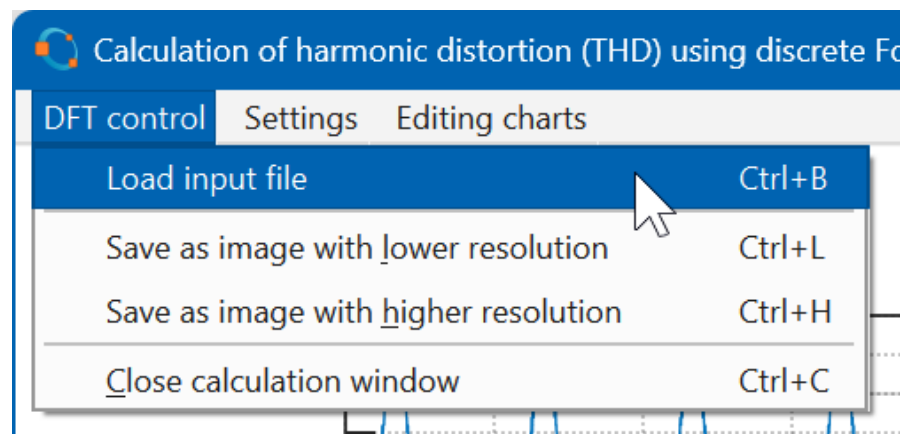 Calculation of harmonic distortion (THD) using discrete
DFT control Settings Editing charts
Load input file Ctrl+B
Save as image with lower resolution Ctrl+L
Save as image with higher resolution Ctrl+H
Close calculation window Ctrl+C